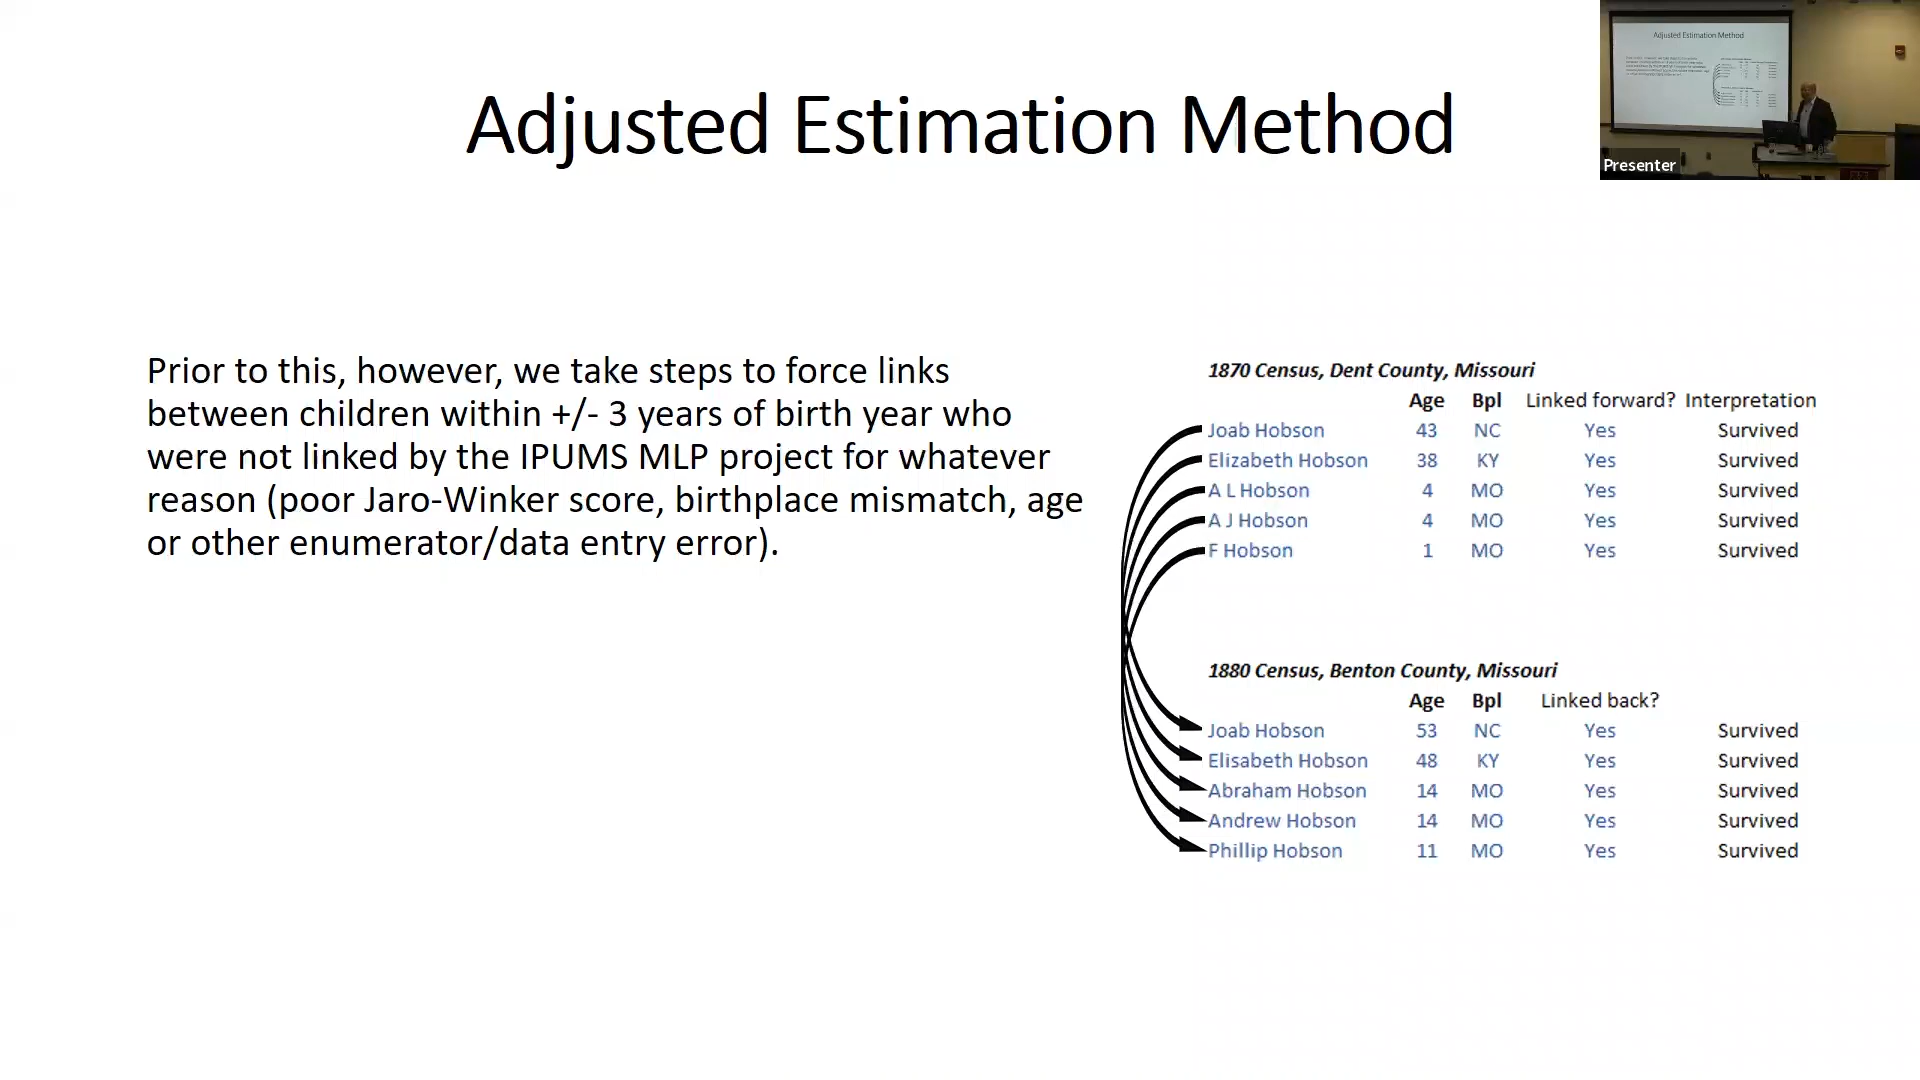 Adjusted Estimation Method
Adjusted Estimation Method
Presenter
Prior to this, however, we take steps to force links
between children within +/- 3 years of birth year who
were not linked by the IPUMS MLP project for whatever
reason (poor Jaro-Winker score, birthplace mismatch, age
or other enumerator/data entry error).
1870 Census, Dent County, Missouri
Age Bpl Linked forward? Interpretation
Joab Hobson 43 NC Yes Survived
Elizabeth Hobson 38 KY Yes Survived
A L Hobson 4 MO Yes Survived
A J Hobson 4 MO Yes Survived
F Hobson 1 MO Yes Survived
1880 Census, Benton County, Missouri
Age Bpl Linked back?
Joab Hobson 53 NC Yes Survived
Elisabeth Hobson 48 KY Yes Survived
Abraham Hobson 14 MO Yes Survived
Andrew Hobson 14 MO Yes Survived
Phillip Hobson 11 MO Yes Survived